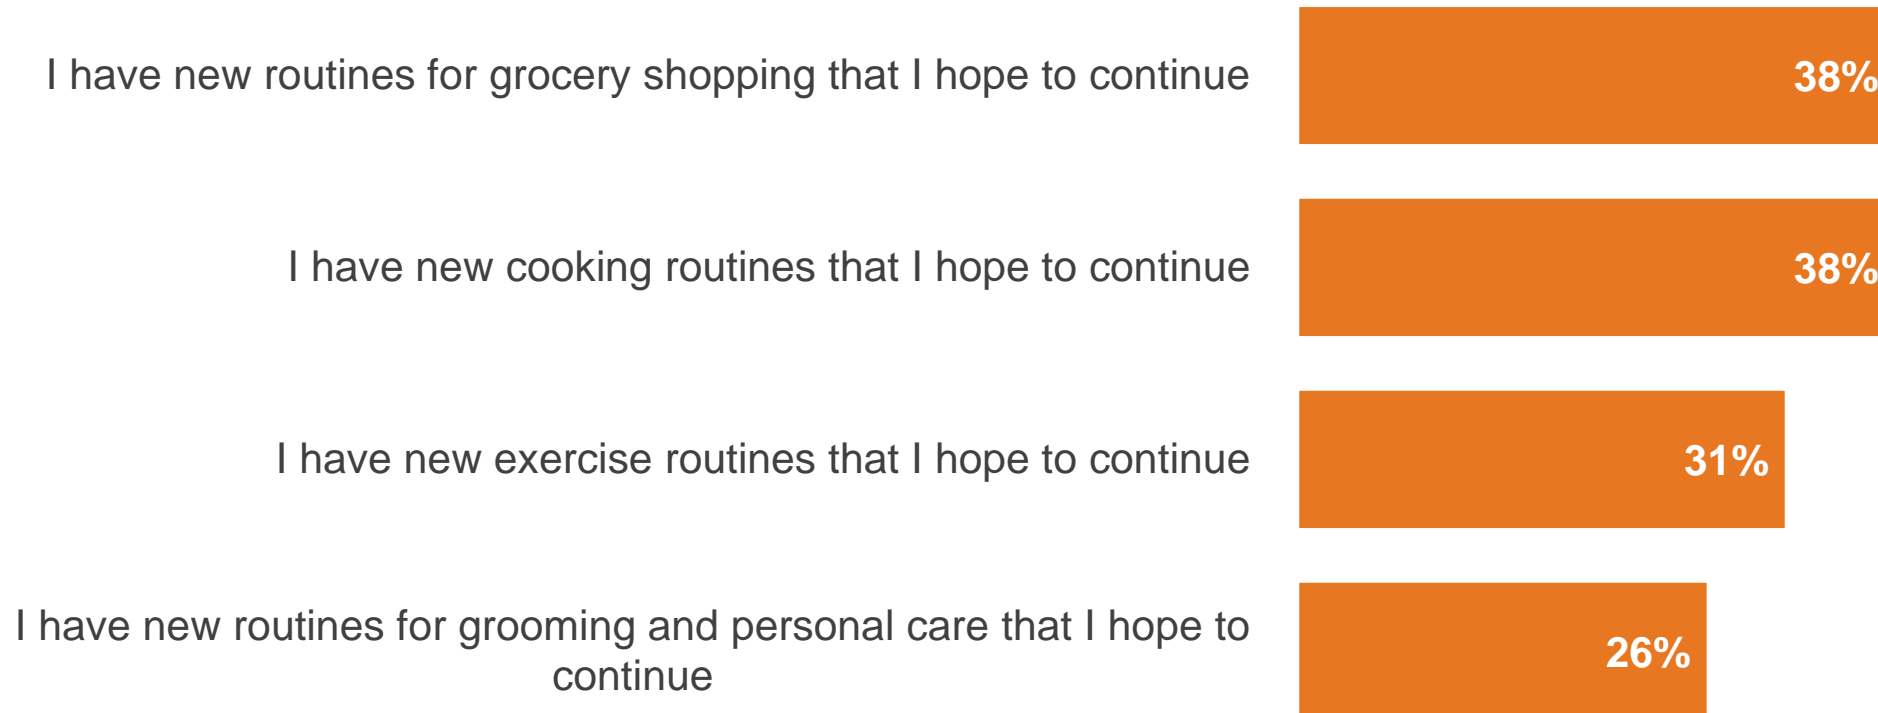 I have new routines for grocery shopping that I hope to continue
38%
I have new cooking routines that I hope to continue
38%
I have new exercise routines that I hope to continue
31%
I have new routines for grooming and personal care that I hope to
continue
26%